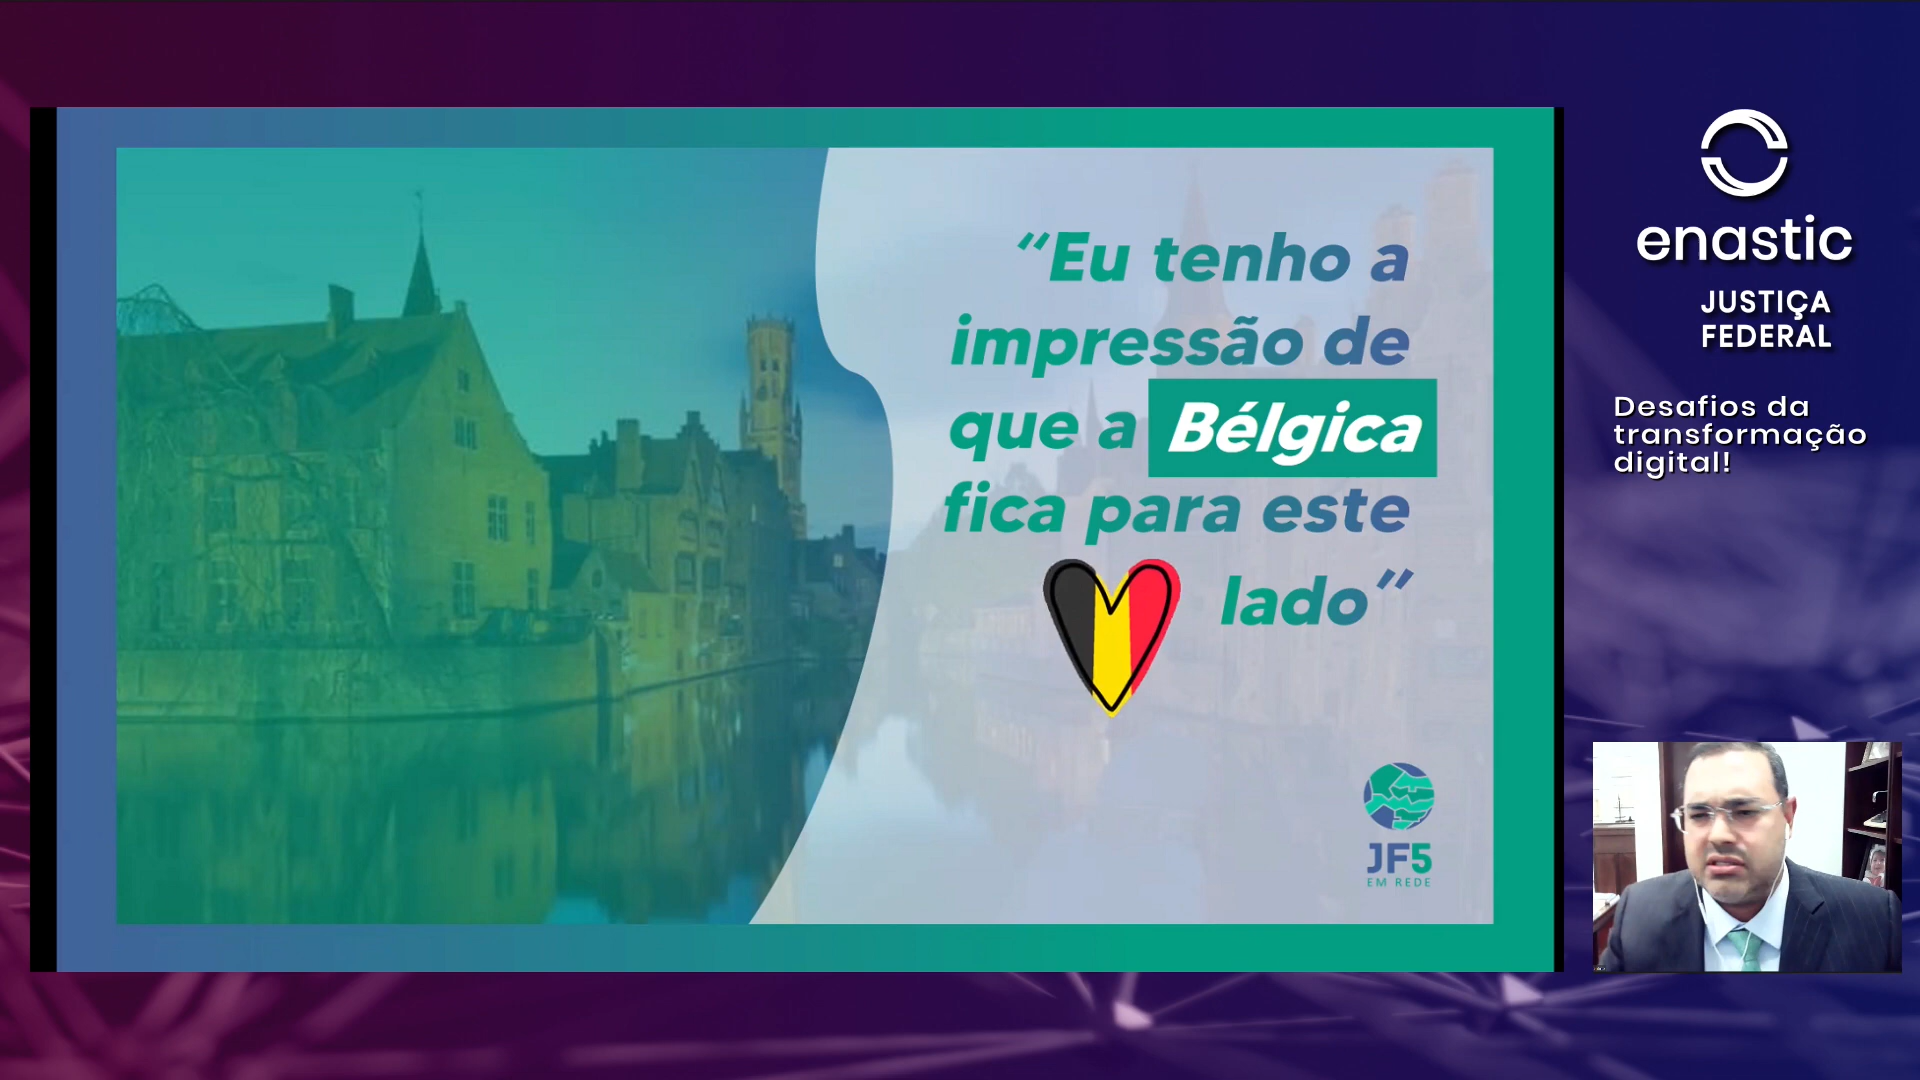 “Eu tenho a
impressão de
que a Bélgica
fica para este
lado”
JF5
EM REDE
enastic
JUSTIÇA
FEDERAL
Desafios da
transformação
digital!